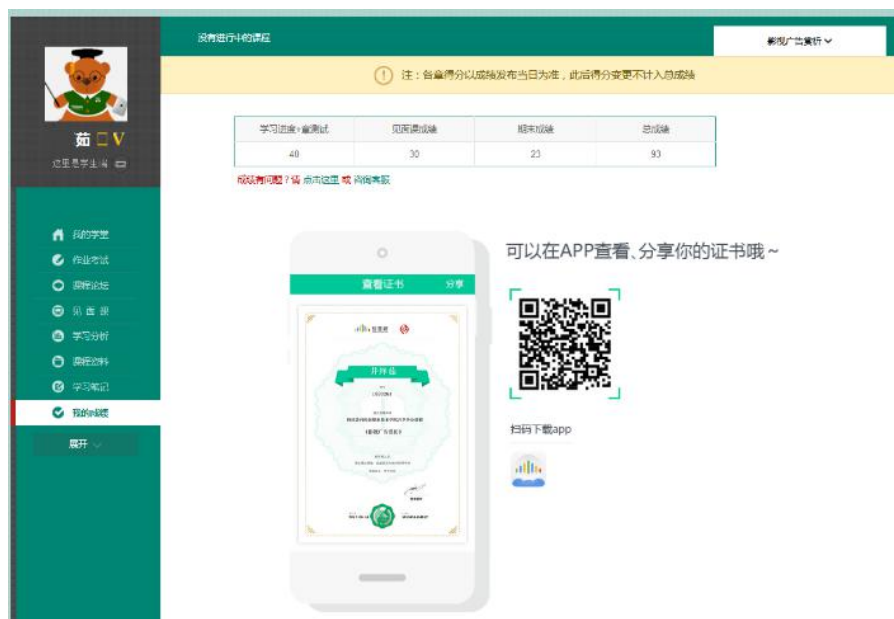 没有进行中的课程
影视广告赏析
注：各章得分以成绩发布当日为准，此后得分变更不计入总成绩
茹 V
这里是学生端
学习进度+章测试 见面课成绩 期末成绩 总成绩
40 30 23 93
成绩有问题？请 点击这里 或 咨询客服
我的学堂
作业考试
课程论坛
见面课
学习分析
课程资料
学习笔记
我的成绩
展开
可以在APP查看、分享你的证书哦~
查看证书 分享
扫码下载app